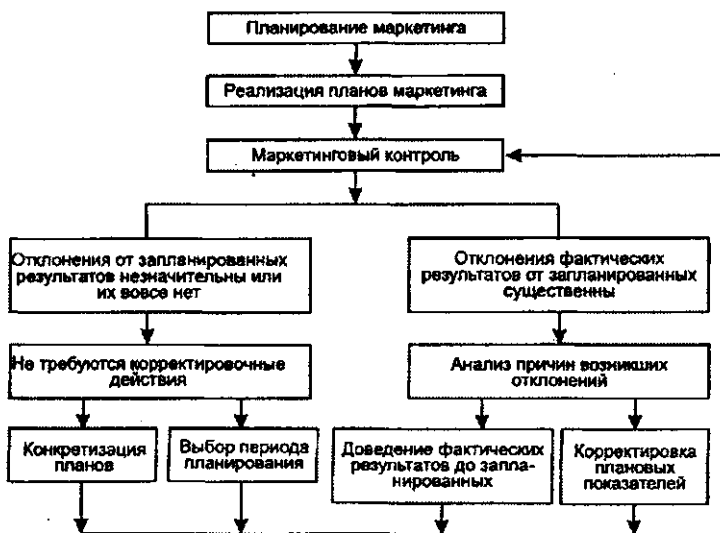 Планирование маркетинга
Реализация планов маркетинга
Маркетинговый контроль
Отклонения от запланированных
результатов незначительны или
их вовсе нет
Отклонения фактических
результатов от запланированных
существенны
Не требуются корректировочные
действия
Анализ причин возникших
отклонений
Конкретизация
планов
Выбор периода
планирования
Доведение фактических
результатов до запла-
нированных
Корректировка
плановых
показателей